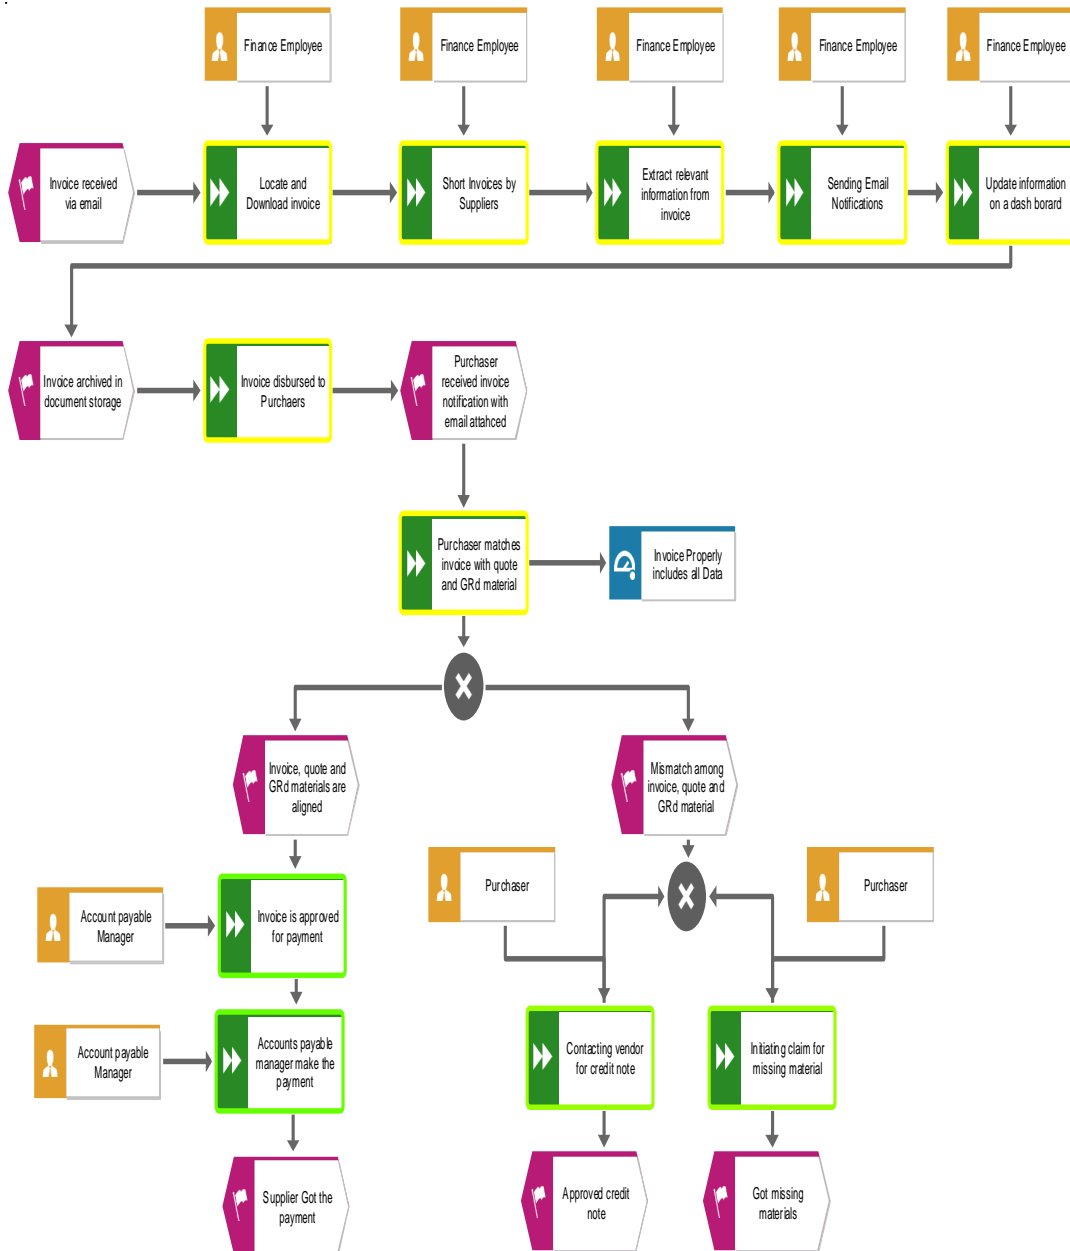 Finance Employee
Finance Employee
Finance Employee
Finance Employee
Finance Employee
Invoice received
via email
Locate and
Download invoice
Short Invoices by
Suppliers
Extract relevant
information from
invoice
Sending Email
Notifications
Update information
on a dash borard
Invoice archived in
document storage
Invoice disbursed to
Purchaers
Purchaser
received invoice
notification with
email attahced
Purchaser matches
invoice with quote
and GRd material
Invoice Properly
includes all Data
Invoice, quote and
GRd materials are
aligned
Mismatch among
invoice, quote and
GRd material
Purchaser
Purchaser
Account payable
Manager
Invoice is approved
for payment
Account payable
Manager
Accounts payable
manager make the
payment
Contacting vendor
for credit note
Initiating claim for
missing material
Supplier Got the
payment
Approved credit
note
Got missing
materials